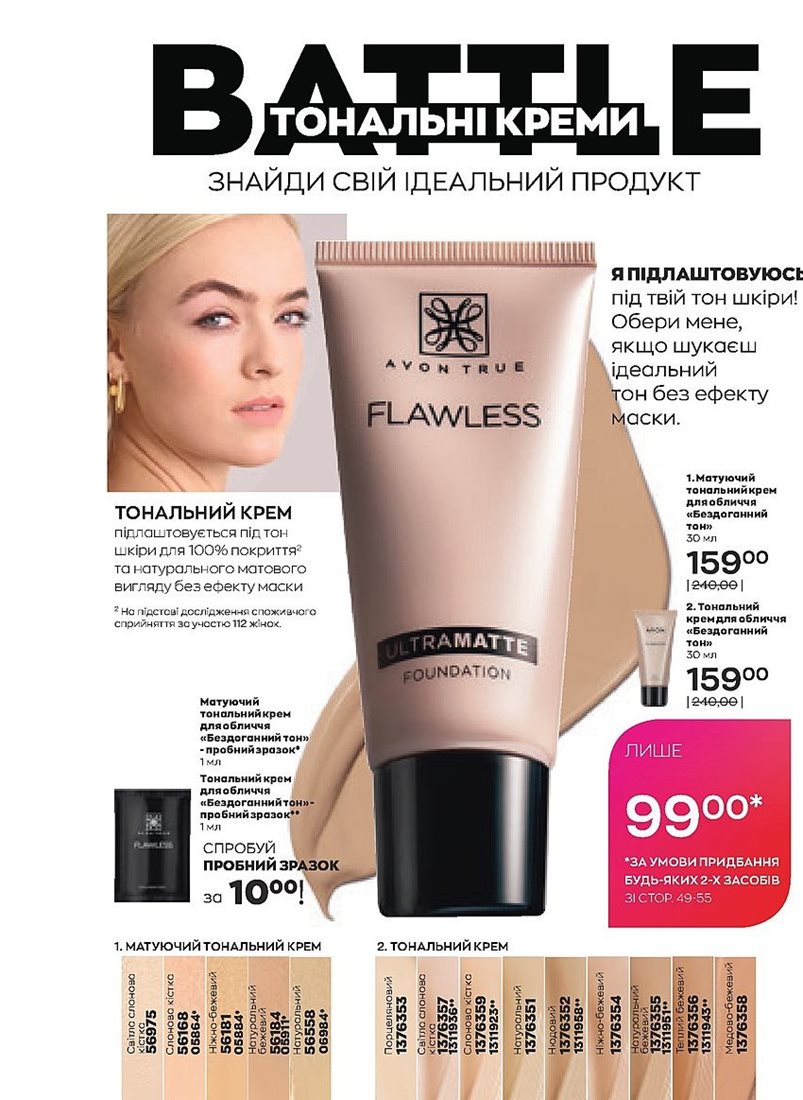 BATTLE
ТОНАЛЬНІ КРЕМИ
ЗНАЙДИ СВІЙ ІДЕАЛЬНИЙ ПРОДУКТ
Я ПІДЛАШТОВУЮСЬ
під твій тон шкіри!
Обери мене,
якщо шукаєш
ідеальний
тон без ефекту
маски.
AVON TRUE
FLAWLESS
ULTRAMATTE
FOUNDATION
ТОНАЛЬНИЙ КРЕМ
підлаштовується під тон
шкіри для 100% покриття²
та натурального матового
вигляду без ефекту маски
² На підставі дослідження споживчого
сприйняття за участю 112 жінок.
1. Матуючий
тональний крем
для обличчя
«Бездоганний
тон»
30 мл
159⁰⁰
|240,00|
2. Тональний
крем для обличчя
«Бездоганний
тон»
30 мл
159⁰⁰
|240,00|
AVON
Матуючий
тональний крем
для обличчя
«Бездоганний тон»
- пробний зразок*
1 мл
Тональний крем
для обличчя
«Бездоганний тон» -
пробний зразок**
1 мл
AVON TRUE
FLAWLESS
СПРОБУЙ
ПРОБНИЙ ЗРАЗОК
за 10⁰⁰!
ЛИШЕ
99⁰⁰*
*ЗА УМОВИ ПРИДБАННЯ
БУДЬ-ЯКИХ 2-Х ЗАСОБІВ
ЗІ СТОР. 49-55
1. МАТУЮЧИЙ ТОНАЛЬНИЙ КРЕМ
Світла слонова
кістка
56975
Слонова кістка
56168
05864*
Ніжно-бежевий
56181
05884*
Натуральний
бежевий
56184
05911*
Натуральний
56558
06984*
2. ТОНАЛЬНИЙ КРЕМ
Порцеляновий
1376353
Світла слонова
кістка
1376357
1311936**
Слонова кістка
1376359
1311923**
Натуральний
1376351
Нюдовий
1376352
1311958**
Ніжно-бежевий
1376354
Натуральний
бежевий
1376355
1311951**
Теплий бежевий
1376356
1311943**
Медово-бежевий
1376358